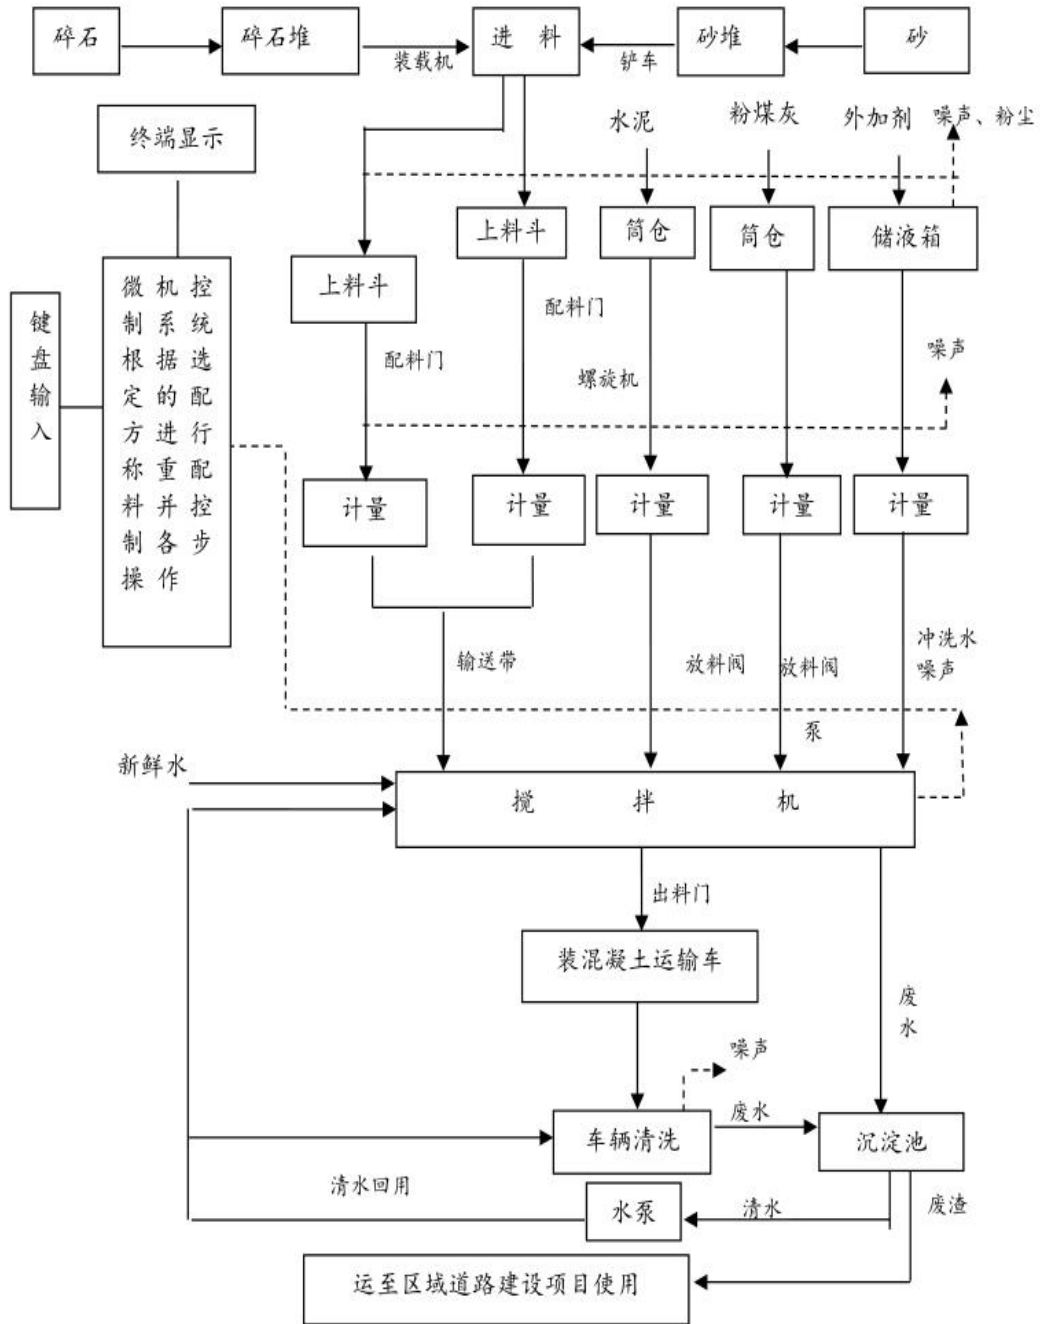 碎石
碎石堆
装载机
进 料
铲车
砂堆
砂
终端显示
水泥
粉煤灰
外加剂
噪声、粉尘
上料斗
筒仓
筒仓
储液箱
上料斗
键
盘
输
入
微 机 控
制 系 统
根 据 选
定 的 配
方 进 行
称 重 配
料 并 控
制 各 步
操 作
配料门
配料门
螺旋机
噪声
计量
计量
计量
计量
计量
输送带
放料阀
放料阀
冲洗水
噪声
泵
新鲜水
搅 拌 机
出料门
装混凝土运输车
废
水
噪声
车辆清洗
废水
沉淀池
清水回用
水泵
清水
废渣
运至区域道路建设项目使用